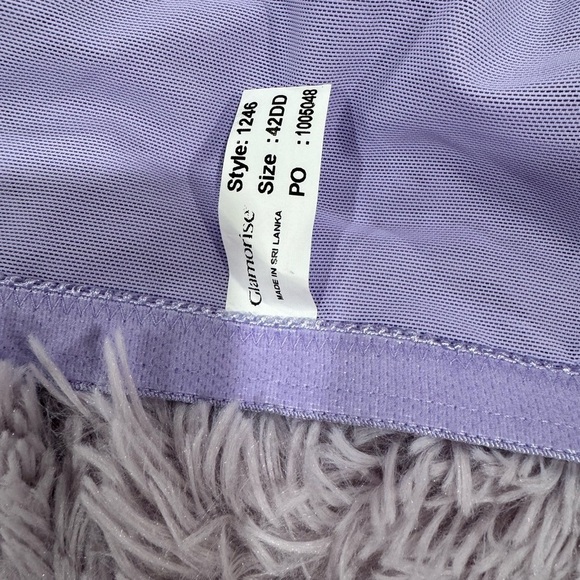 Style: 1246
Size : 42DD
PO : 1005048
Glamorise
MADE IN SRI LANKA